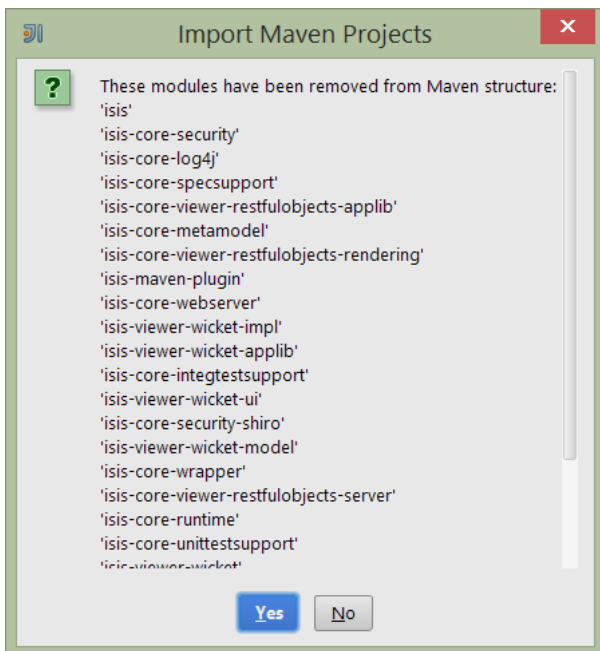 Import Maven Projects
These modules have been removed from Maven structure:
'isis'
'isis-core-security'
'isis-core-log4j'
'isis-core-specsupport'
'isis-core-viewer-restfulobjects-applib'
'isis-core-metamodel'
'isis-core-viewer-restfulobjects-rendering'
'isis-maven-plugin'
'isis-core-webserver'
'isis-viewer-wicket-impl'
'isis-viewer-wicket-applib'
'isis-core-integtestsupport'
'isis-viewer-wicket-ui'
'isis-core-security-shiro'
'isis-viewer-wicket-model'
'isis-core-wrapper'
'isis-core-viewer-restfulobjects-server'
'isis-core-runtime'
'isis-core-unittestsupport'
'isis-viewer-wicket'
Yes No